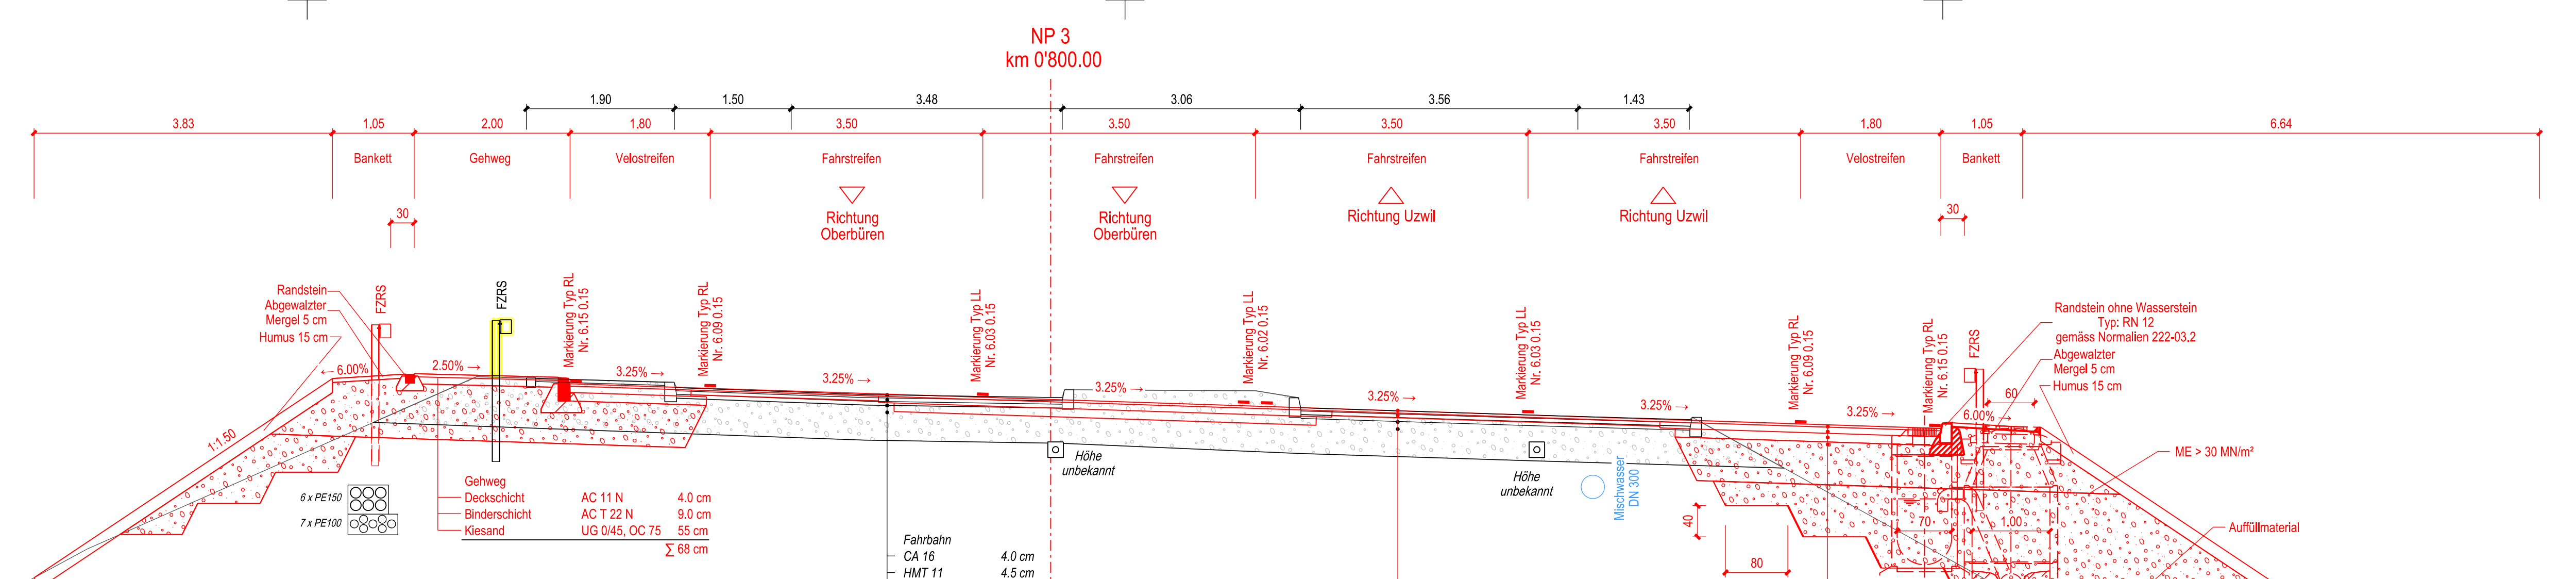 NP 3
km 0'800.00
1.90
1.50
3.48
3.06
3.56
1.43
3.83
1.05
2.00
1.80
3.50
3.50
3.50
3.50
1.80
1.05
6.64
Bankett
Gehweg
Velostreifen
Fahrstreifen
Fahrstreifen
Fahrstreifen
Fahrstreifen
Velostreifen
Bankett
30
Richtung
Oberbüren
Richtung
Oberbüren
Richtung Uzwil
Richtung Uzwil
30
Randstein
Abgewalzter
Mergel 5 cm
Humus 15 cm
FZRS
FZRS
Markierung Typ RL
Nr. 6.15 0.15
Markierung Typ RL
Nr. 6.09 0.15
Markierung Typ LL
Nr. 6.03 0.15
Markierung Typ LL
Nr. 6.02 0.15
Markierung Typ LL
Nr. 6.03 0.15
Markierung Typ RL
Nr. 6.09 0.15
Markierung Typ RL
Nr. 6.15 0.15
FZRS
Randstein ohne Wasserstein
Typ: RN 12
gemäss Normalien 222-03.2
Abgewalzter
Mergel 5 cm
Humus 15 cm
← 6.00%
2.50% →
3.25% →
3.25% →
3.25% →
3.25% →
3.25% →
3.25% →
6.00% →
60
1:1.50
ME > 30 MN/m²
Höhe
unbekannt
Höhe
unbekannt
Mischwasser
DN 300
6 x PE150
7 x PE100
Gehweg
Deckschicht AC 11 N 4.0 cm
Binderschicht AC T 22 N 9.0 cm
Kiesand UG 0/45, OC 75 55 cm
∑ 68 cm
40
70
1.00
Auffüllmaterial
80
Fahrbahn
CA 16 4.0 cm
HMT 11 4.5 cm